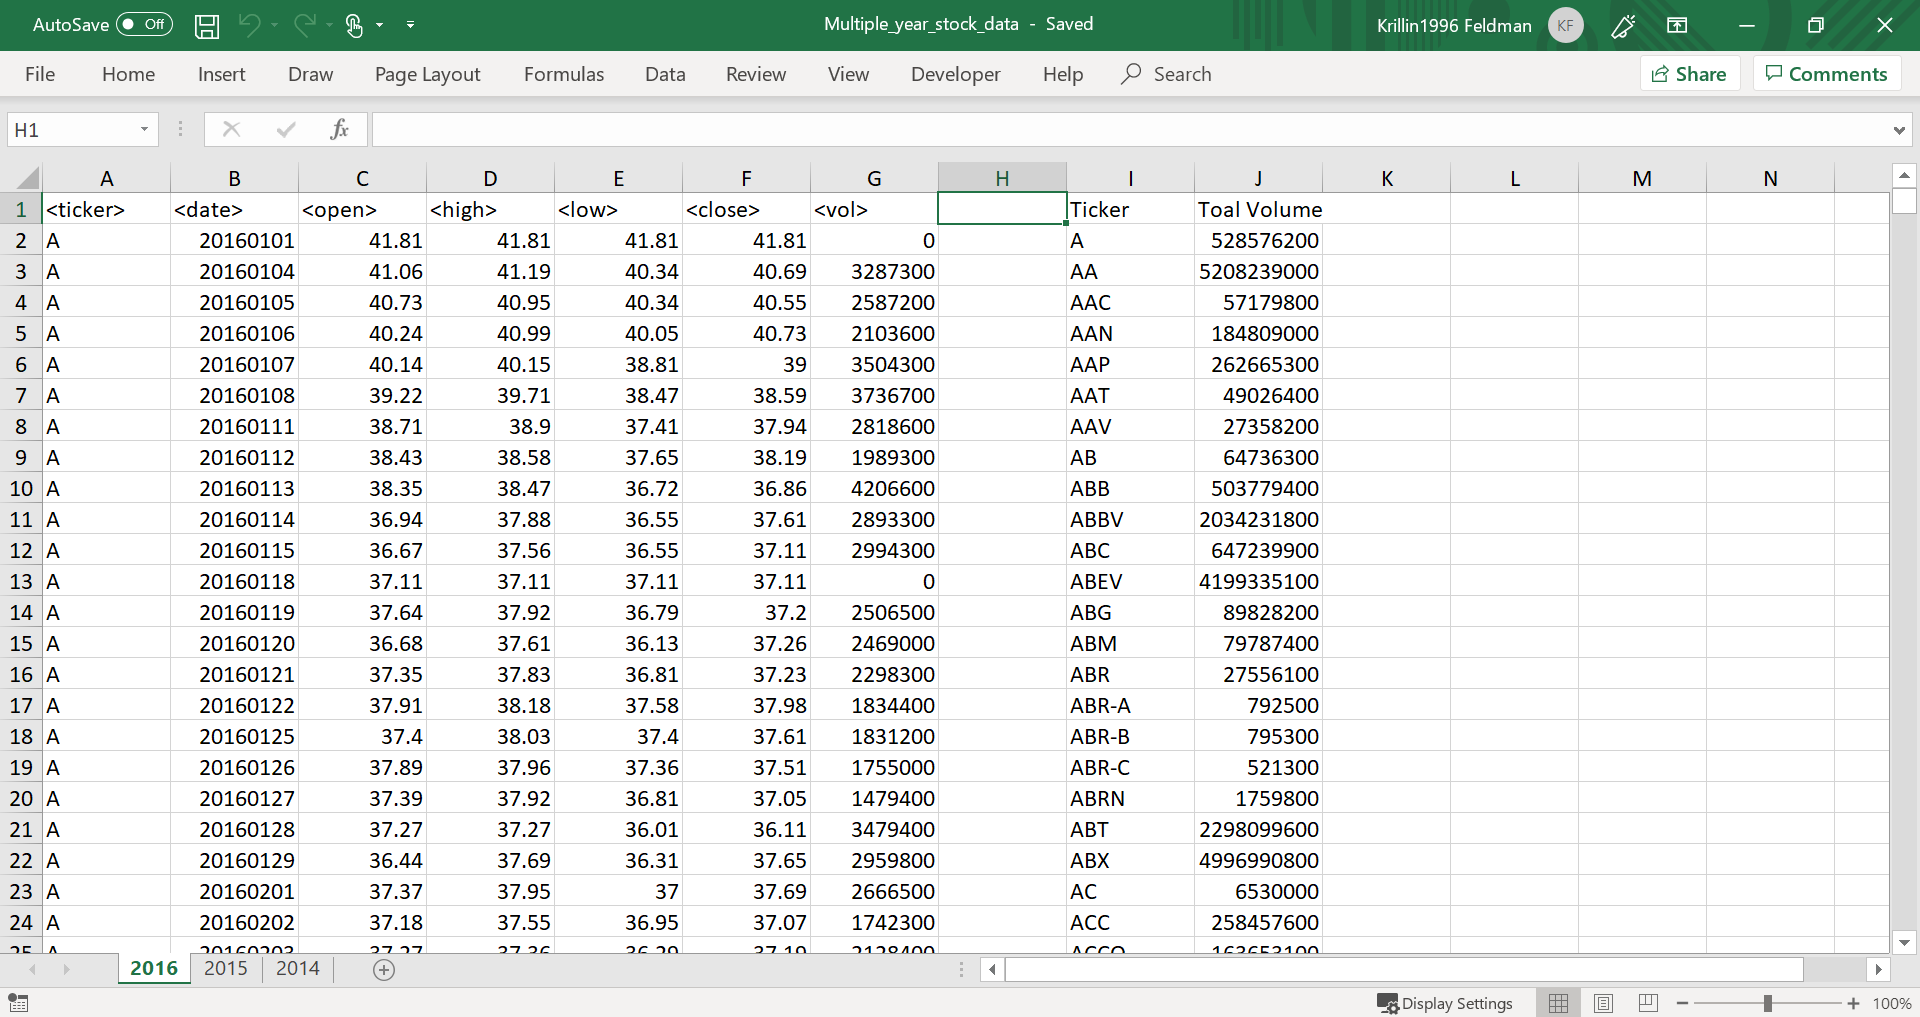 AutoSave Off Multiple_year_stock_data - Saved Krillin1996 Feldman KF
File Home Insert Draw Page Layout Formulas Data Review View Developer Help Search Share Comments
H1 fx
A B C D E F G H I J K L M N
1 <ticker> <date> <open> <high> <low> <close> <vol> Ticker Toal Volume
2 A 20160101 41.81 41.81 41.81 41.81 0 A 528576200
3 A 20160104 41.06 41.19 40.34 40.69 3287300 AA 5208239000
4 A 20160105 40.73 40.95 40.34 40.55 2587200 AAC 57179800
5 A 20160106 40.24 40.99 40.05 40.73 2103600 AAN 184809000
6 A 20160107 40.14 40.15 38.81 39 3504300 AAP 262665300
7 A 20160108 39.22 39.71 38.47 38.59 3736700 AAT 49026400
8 A 20160111 38.71 38.9 37.41 37.94 2818600 AAV 27358200
9 A 20160112 38.43 38.58 37.65 38.19 1989300 AB 64736300
10 A 20160113 38.35 38.47 36.72 36.86 4206600 ABB 503779400
11 A 20160114 36.94 37.88 36.55 37.61 2893300 ABBV 2034231800
12 A 20160115 36.67 37.56 36.55 37.11 2994300 ABC 647239900
13 A 20160118 37.11 37.11 37.11 37.11 0 ABEV 4199335100
14 A 20160119 37.64 37.92 36.79 37.2 2506500 ABG 89828200
15 A 20160120 36.68 37.61 36.13 37.26 2469000 ABM 79787400
16 A 20160121 37.35 37.83 36.81 37.23 2298300 ABR 27556100
17 A 20160122 37.91 38.18 37.58 37.98 1834400 ABR-A 792500
18 A 20160125 37.4 38.03 37.4 37.61 1831200 ABR-B 795300
19 A 20160126 37.89 37.96 37.36 37.51 1755000 ABR-C 521300
20 A 20160127 37.39 37.92 36.81 37.05 1479400 ABRN 1759800
21 A 20160128 37.27 37.27 36.01 36.11 3479400 ABT 2298099600
22 A 20160129 36.44 37.69 36.31 37.65 2959800 ABX 4996990800
23 A 20160201 37.37 37.95 37 37.69 2666500 AC 6530000
24 A 20160202 37.18 37.55 36.95 37.07 1742300 ACC 258457600
25 A 20160203
2016 2015 2014
Display Settings 100%